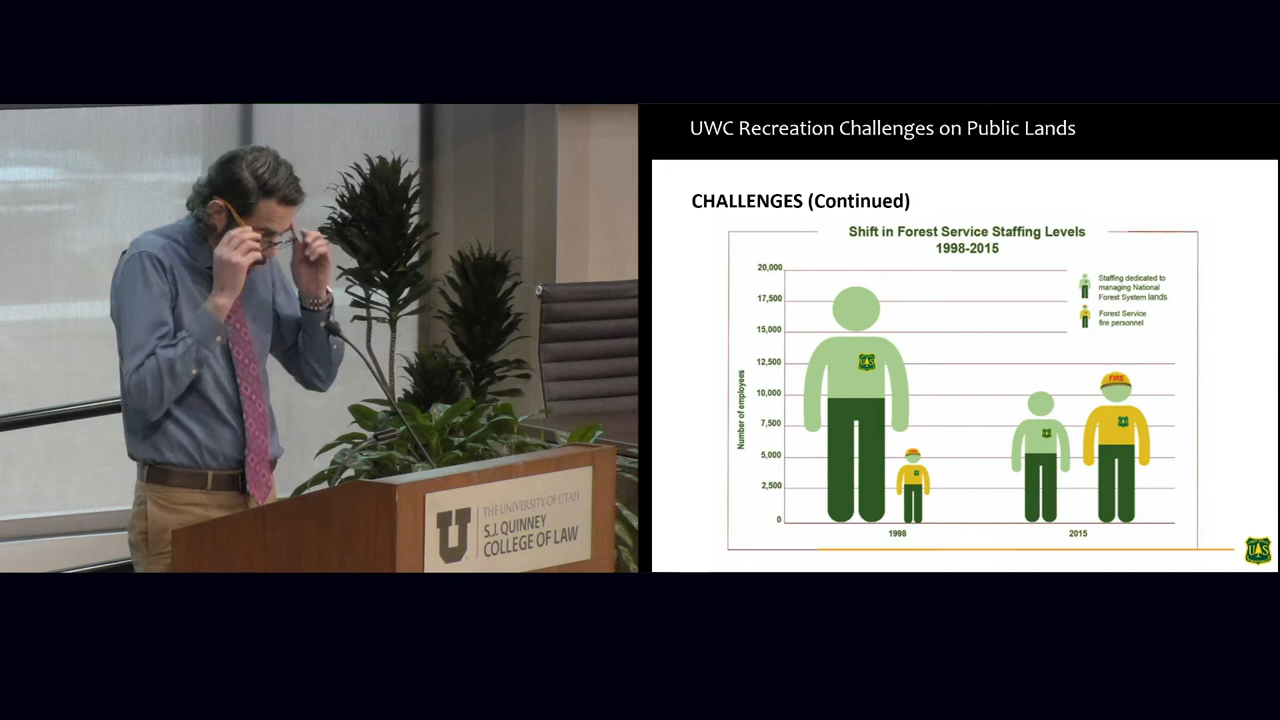 UWC Recreation Challenges on Public Lands
CHALLENGES (Continued)
Shift in Forest Service Staffing Levels
1998-2015
20,000
17,500
15,000
12,500
10,000
7,500
5,000
2,500
0
Number of employees
Staffing dedicated to
managing National
Forest System lands
Forest Service
fire personnel
FIRE
U S
1998
2015
U S
THE UNIVERSITY OF UTAH
S.J. QUINNEY
COLLEGE OF LAW
U